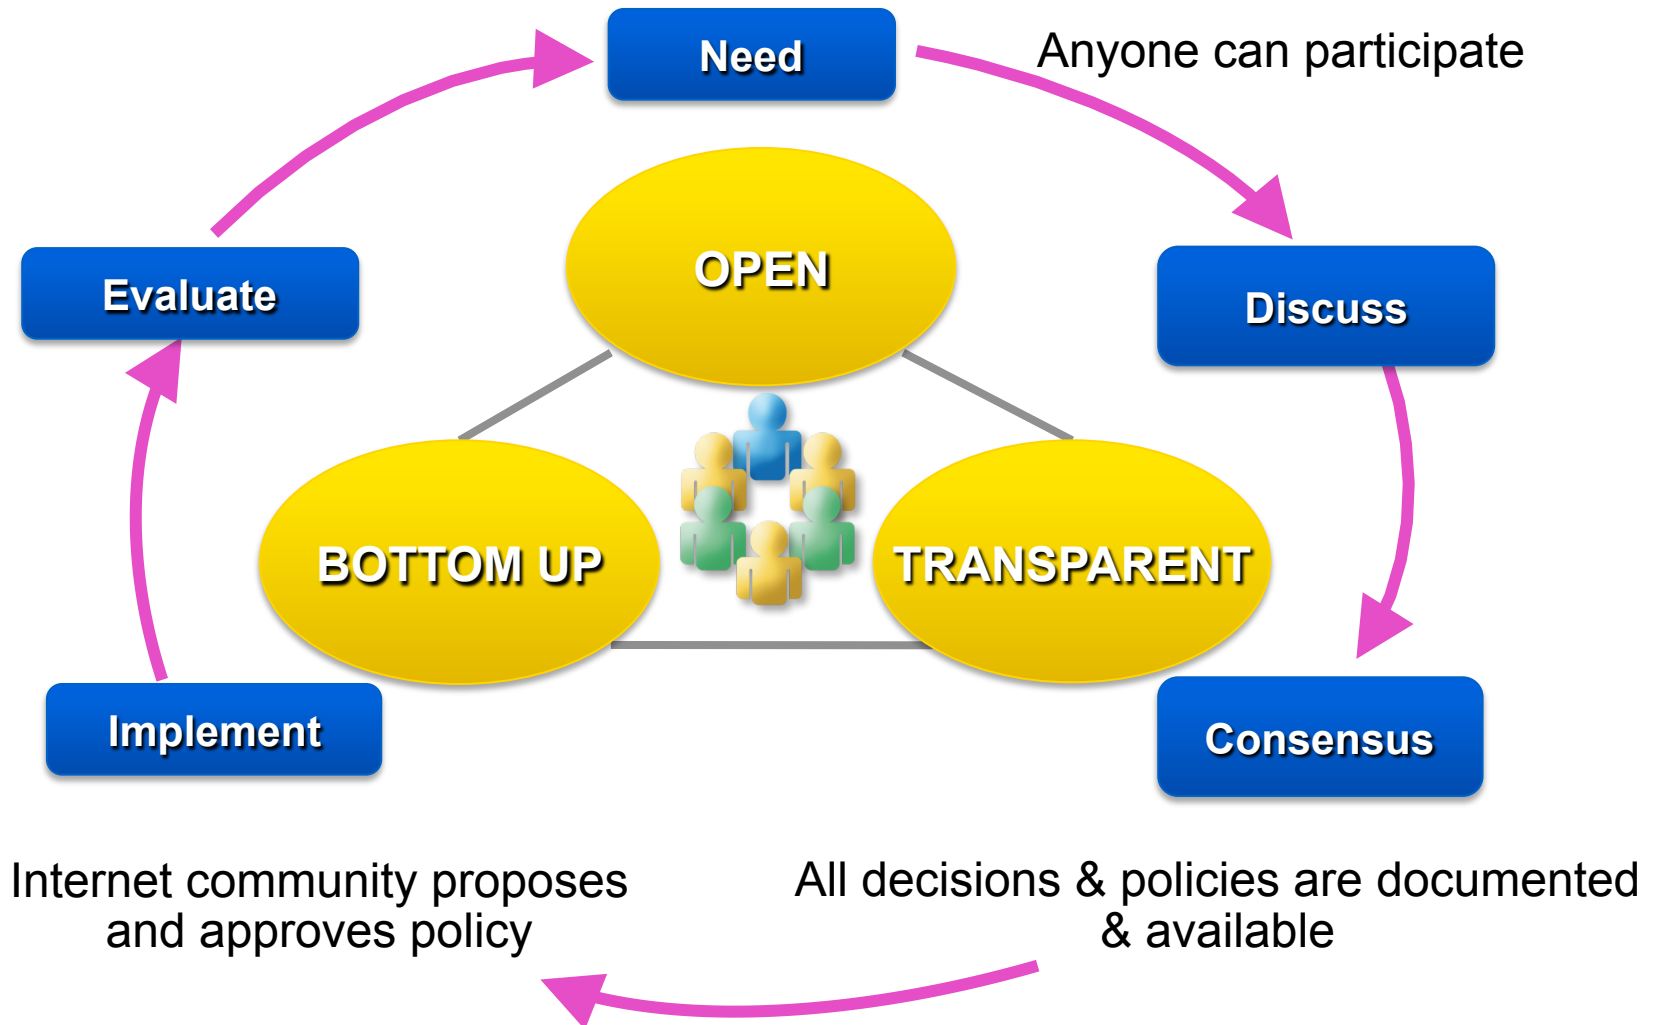 Need
Anyone can participate
OPEN
Evaluate
Discuss
BOTTOM UP
TRANSPARENT
Implement
Consensus
Internet community proposes
and approves policy
All decisions & policies are documented
& available